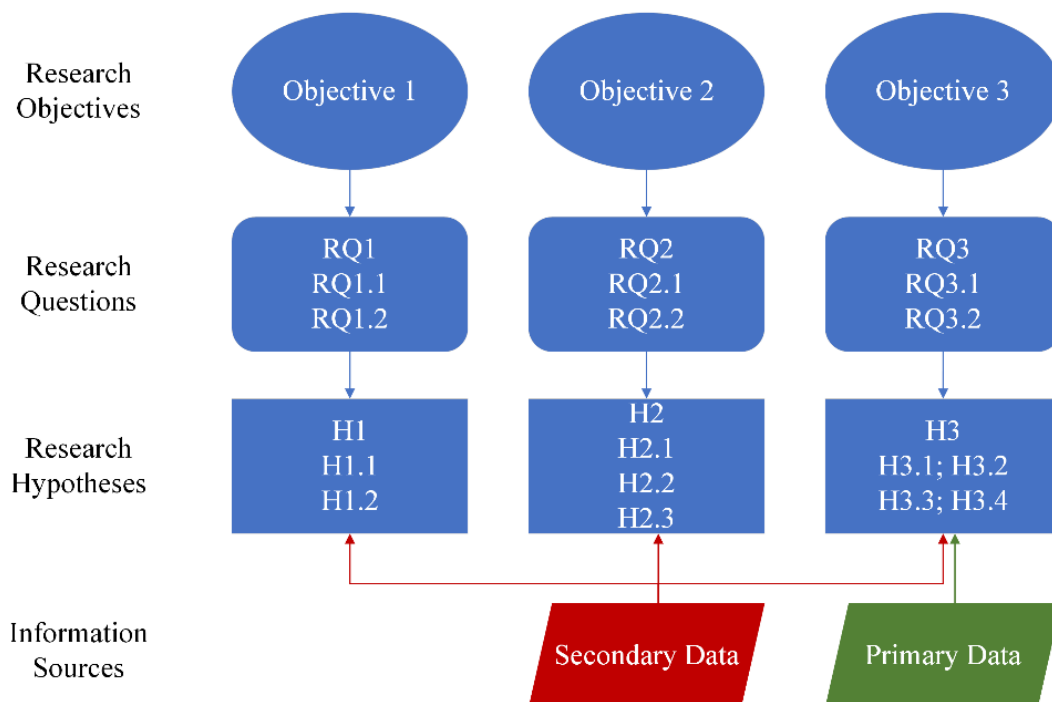 Research
Objectives
Objective 1
Objective 2
Objective 3
Research
Questions
RQ1
RQ1.1
RQ1.2
RQ2
RQ2.1
RQ2.2
RQ3
RQ3.1
RQ3.2
Research
Hypotheses
H1
H1.1
H1.2
H2
H2.1
H2.2
H2.3
H3
H3.1; H3.2
H3.3; H3.4
Information
Sources
Secondary Data
Primary Data